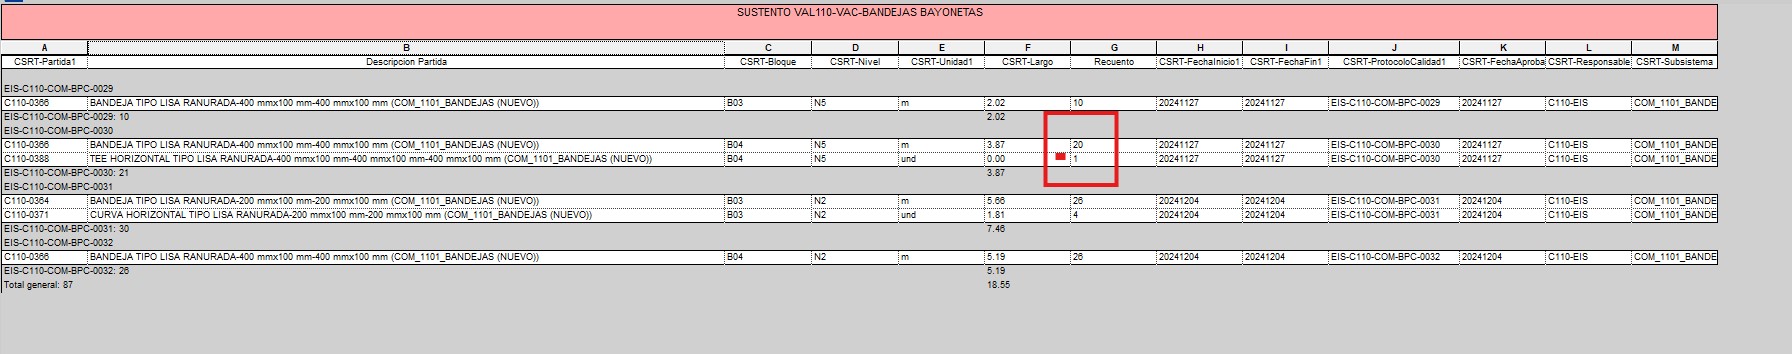 SUSTENTO VAL110-VAC-BANDEJAS BAYONETAS
A B C D E F G H I J K L M
CSRT-Partida1 Descripcion Partida CSRT-Bloque CSRT-Nivel CSRT-Unidad1 CSRT-Largo Recuento CSRT-FechaInicio1 CSRT-FechaFin1 CSRT-ProtocoloCalidad1 CSRT-FechaAproba CSRT-Responsable CSRT-Subsistema
EIS-C110-COM-BPC-0029
C110-0366 BANDEJA TIPO LISA RANURADA-400 mmx100 mm-400 mmx100 mm (COM_1101_BANDEJAS (NUEVO)) B03 N5 m 2.02 10 20241127 20241127 EIS-C110-COM-BPC-0029 20241127 C110-EIS COM_1101_BANDE
EIS-C110-COM-BPC-0029: 10 2.02
EIS-C110-COM-BPC-0030
C110-0366 BANDEJA TIPO LISA RANURADA-400 mmx100 mm-400 mmx100 mm (COM_1101_BANDEJAS (NUEVO)) B04 N5 m 3.87 20 20241127 20241127 EIS-C110-COM-BPC-0030 20241127 C110-EIS COM_1101_BANDE
C110-0388 TEE HORIZONTAL TIPO LISA RANURADA-400 mmx100 mm-400 mmx100 mm-400 mmx100 mm (COM_1101_BANDEJAS (NUEVO)) B04 N5 und 0.00 1 20241127 20241127 EIS-C110-COM-BPC-0030 20241127 C110-EIS COM_1101_BANDE
EIS-C110-COM-BPC-0030: 21 3.87
EIS-C110-COM-BPC-0031
C110-0364 BANDEJA TIPO LISA RANURADA-200 mmx100 mm-200 mmx100 mm (COM_1101_BANDEJAS (NUEVO)) B03 N2 m 5.66 26 20241204 20241204 EIS-C110-COM-BPC-0031 20241204 C110-EIS COM_1101_BANDE
C110-0371 CURVA HORIZONTAL TIPO LISA RANURADA-200 mmx100 mm-200 mmx100 mm (COM_1101_BANDEJAS (NUEVO)) B03 N2 und 1.81 4 20241204 20241204 EIS-C110-COM-BPC-0031 20241204 C110-EIS COM_1101_BANDE
EIS-C110-COM-BPC-0031: 30 7.46
EIS-C110-COM-BPC-0032
C110-0366 BANDEJA TIPO LISA RANURADA-400 mmx100 mm-400 mmx100 mm (COM_1101_BANDEJAS (NUEVO)) B04 N2 m 5.19 26 20241204 20241204 EIS-C110-COM-BPC-0032 20241204 C110-EIS COM_1101_BANDE
EIS-C110-COM-BPC-0032: 26 5.19
Total general: 87 18.55